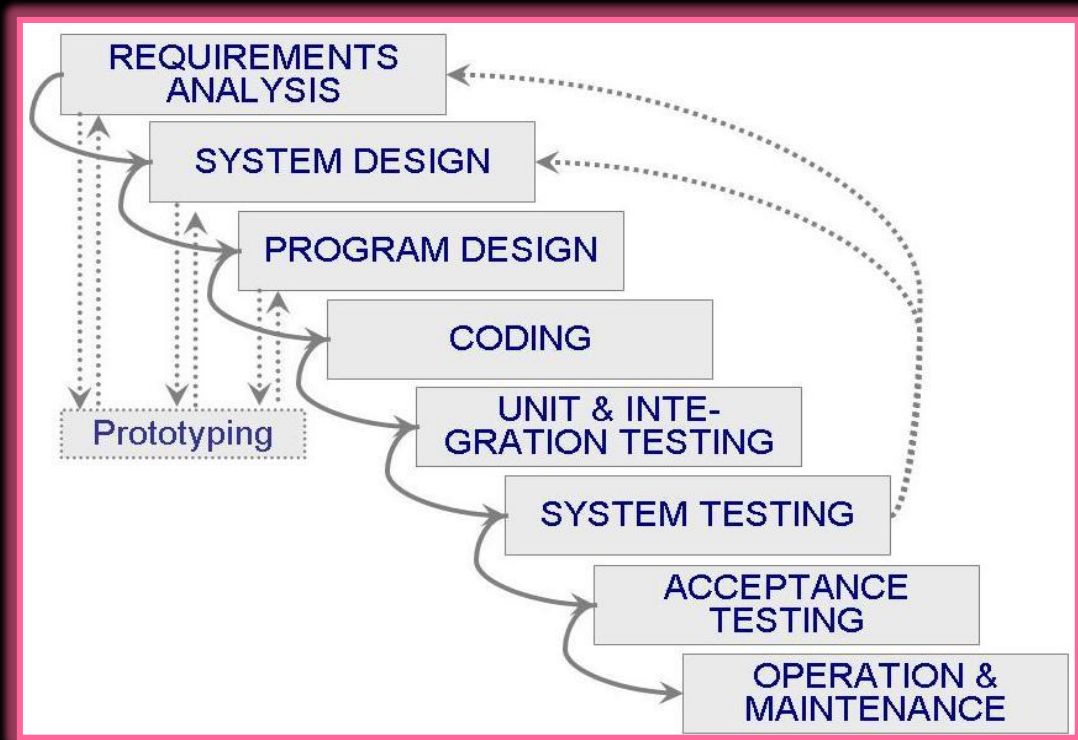 REQUIREMENTS
ANALYSIS
SYSTEM DESIGN
PROGRAM DESIGN
CODING
UNIT & INTE-
GRATION TESTING
Prototyping
SYSTEM TESTING
ACCEPTANCE
TESTING
OPERATION &
MAINTENANCE